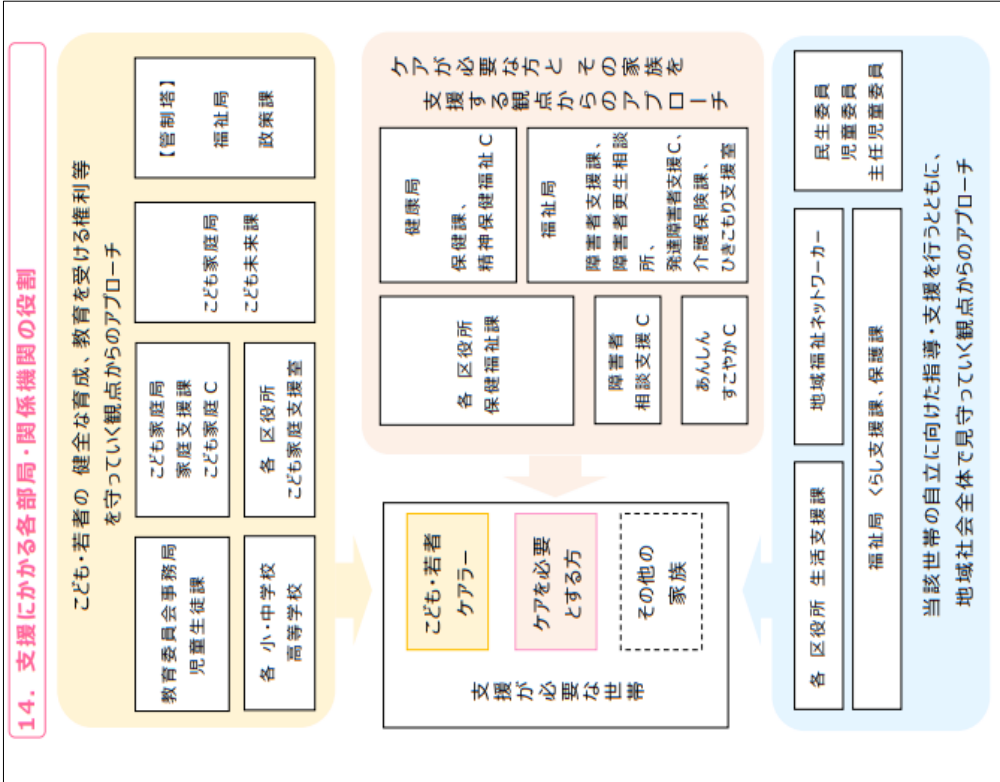 14. 支援にかかる各部局・関係機関の役割
こども・若者の 健全な育成、教育を受ける権利等
を守っていく観点からのアプローチ
教育委員会事務局
児童生徒課
各 小・中学校
高等学校
こども家庭局
家庭支援課
こども家庭C
各 区役所
こども家庭支援室
こども家庭局
こども未来課
【管制塔】
福祉局
政策課
支援が必要な世帯
こども・若者
ケアラー
ケアを必要
とする方
その他の
家族
ケアが必要な方と その家族を
支援する観点からのアプローチ
各 区役所
保健福祉課
障害者
相談支援C
あんしん
すこやかC
健康局
保健課、
精神保健福祉C
福祉局
障害者支援課、
障害者更生相談
所、
発達障害者支援C、
介護保険課、
ひきこもり支援室
各 区役所 生活支援課
地域福祉ネットワーカー
民生委員
児童委員
主任児童委員
福祉局 くらし支援課、保護課
当該世帯の自立に向けた指導・支援を行うとともに、
地域社会全体で見守っていく観点からのアプローチ